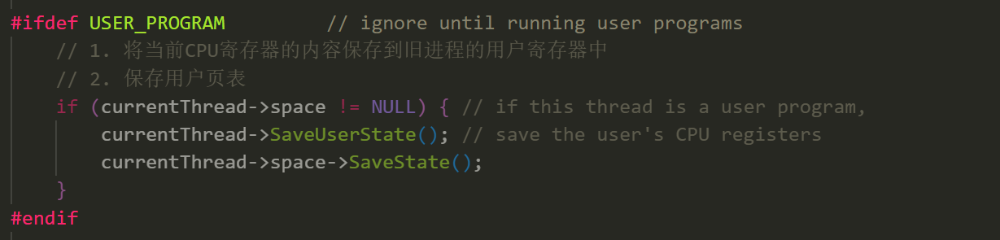 #ifdef USER_PROGRAM // ignore until running user programs
// 1. 将当前CPU寄存器的内容保存到旧进程的用户寄存器中
// 2. 保存用户页表
if (currentThread->space != NULL) { // if this thread is a user program,
currentThread->SaveUserState(); // save the user's CPU registers
currentThread->space->SaveState();
}
#endif